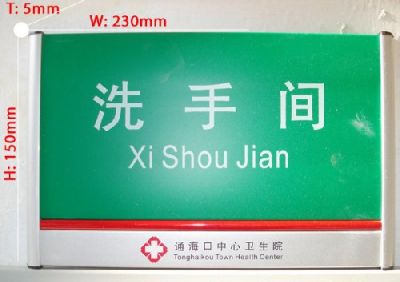 T: 5mm
W: 230mm
H: 150mm
洗手间
Xi Shou Jian
通海口中心卫生院
Tonghaikou Town Health Center